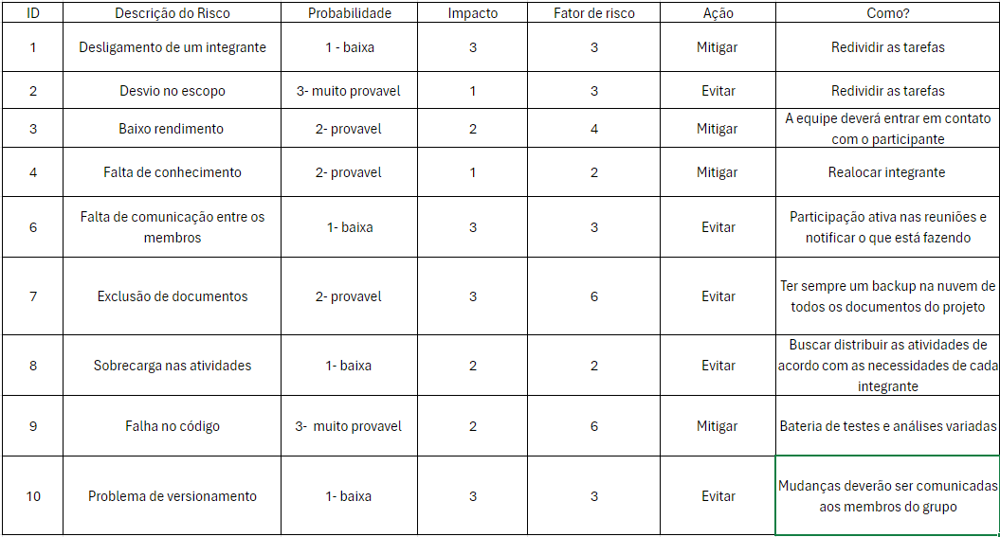 ID Descrição do Risco Probabilidade Impacto Fator de risco Ação Como?
1 Desligamento de um integrante 1 - baixa 3 3 Mitigar Redividir as tarefas
2 Desvio no escopo 3- muito provavel 1 3 Evitar Redividir as tarefas
3 Baixo rendimento 2- provavel 2 4 Mitigar A equipe deverá entrar em contato
com o participante
4 Falta de conhecimento 2- provavel 1 2 Mitigar Realocar integrante
6 Falta de comunicação entre os
membros 1- baixa 3 3 Evitar Participação ativa nas reuniões e
notificar o que está fazendo
7 Exclusão de documentos 2- provavel 3 6 Evitar Ter sempre um backup na nuvem de
todos os documentos do projeto
8 Sobrecarga nas atividades 1- baixa 2 2 Evitar Buscar distribuir as atividades de
acordo com as necessidades de cada
integrante
9 Falha no código 3- muito provavel 2 6 Mitigar Bateria de testes e análises variadas
10 Problema de versionamento 1- baixa 3 3 Evitar Mudanças deverão ser comunicadas
aos membros do grupo